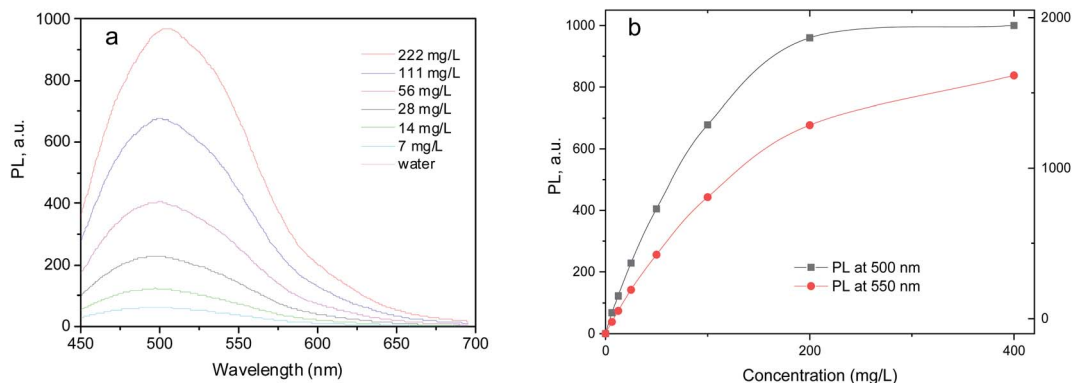 a
1000
800
600
400
200
0
PL, a.u.
450 500 550 600 650 700
Wavelength (nm)
222 mg/L
111 mg/L
56 mg/L
28 mg/L
14 mg/L
7 mg/L
water
b
1000
800
600
400
200
0
PL, a.u.
2000
1000
0
0 100 200 300 400
Concentration (mg/L)
PL at 500 nm
PL at 550 nm